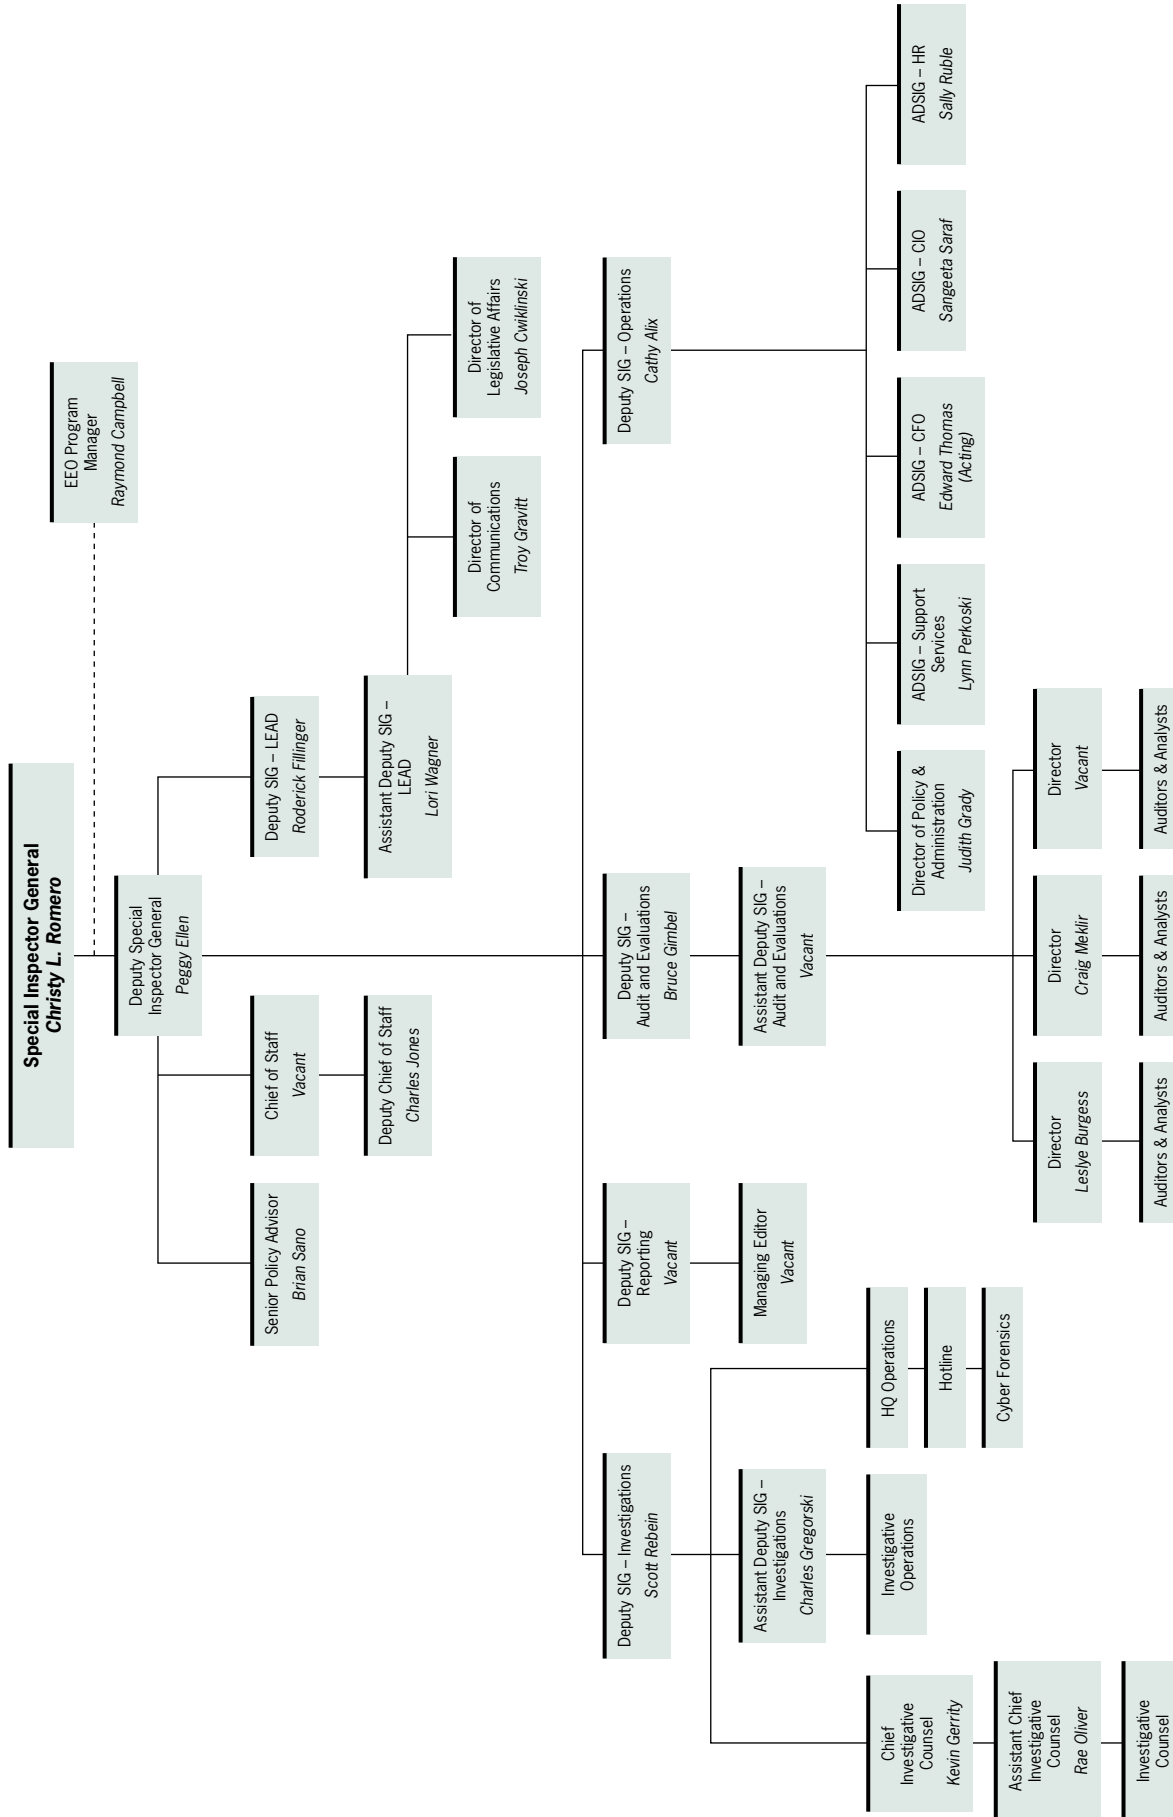 Special Inspector General
Christy L. Romero
EEO Program
Manager
Raymond Campbell
Deputy Special
Inspector General
Peggy Ellen
Senior Policy Advisor
Brian Sano
Chief of Staff
Vacant
Deputy SIG – LEAD
Roderick Fillinger
Deputy Chief of Staff
Charles Jones
Assistant Deputy SIG –
LEAD
Lori Wagner
Director of
Communications
Troy Gravitt
Director of
Legislative Affairs
Joseph Cwiklinski
Deputy SIG – Investigations
Scott Rebein
Deputy SIG –
Reporting
Vacant
Deputy SIG –
Audit and Evaluations
Bruce Gimbel
Deputy SIG – Operations
Cathy Alix
Assistant Deputy SIG –
Investigations
Charles Gregorski
Managing Editor
Vacant
Assistant Deputy SIG –
Audit and Evaluations
Vacant
Chief
Investigative
Counsel
Kevin Gerrity
Investigative
Operations
HQ Operations
Hotline
Cyber Forensics
Director of Policy &
Administration
Judith Grady
ADSIG – Support
Services
Lynn Perkoski
ADSIG – CFO
Edward Thomas
(Acting)
ADSIG – CIO
Sangeeta Saraf
ADSIG – HR
Sally Ruble
Assistant Chief
Investigative
Counsel
Rae Oliver
Director
Leslye Burgess
Director
Craig Meklir
Director
Vacant
Investigative
Counsel
Auditors & Analysts
Auditors & Analysts
Auditors & Analysts